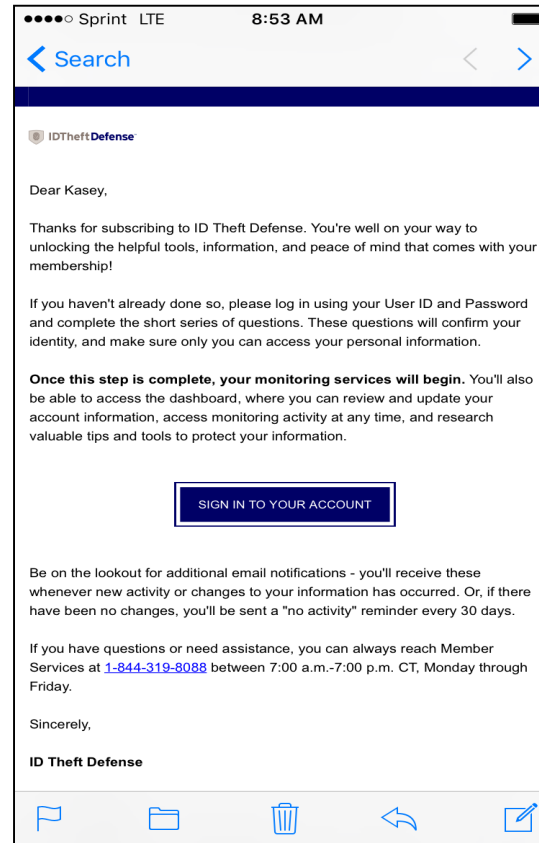 Sprint LTE 8:53 AM
Search
IDTheftDefense
Dear Kasey,
Thanks for subscribing to ID Theft Defense. You're well on your way to
unlocking the helpful tools, information, and peace of mind that comes with your
membership!
If you haven't already done so, please log in using your User ID and Password
and complete the short series of questions. These questions will confirm your
identity, and make sure only you can access your personal information.
Once this step is complete, your monitoring services will begin. You'll also
be able to access the dashboard, where you can review and update your
account information, access monitoring activity at any time, and research
valuable tips and tools to protect your information.
SIGN IN TO YOUR ACCOUNT
Be on the lookout for additional email notifications - you'll receive these
whenever new activity or changes to your information has occurred. Or, if there
have been no changes, you'll be sent a "no activity" reminder every 30 days.
If you have questions or need assistance, you can always reach Member
Services at 1-844-319-8088 between 7:00 a.m.-7:00 p.m. CT, Monday through
Friday.
Sincerely,
ID Theft Defense